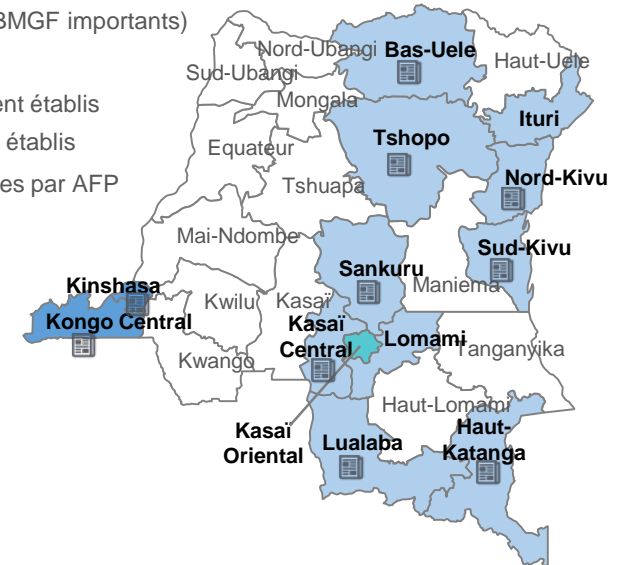 BMGF importants)
ent établis
établis
es par AFP
Nord-Ubangi
Bas-Uele
Haut-Uele
Sud-Ubangi
Mongala
Ituri
Tshopo
Equateur
Nord-Kivu
Tshuapa
Mai-Ndombe
Sud-Kivu
Sankuru
Maniema
Kinshasa
Kwilu
Kasaï
Kongo Central
Kasaï
Central
Lomami
Tanganyika
Kwango
Haut-Lomami
Kasaï
Oriental
Lualaba
Haut-
Katanga